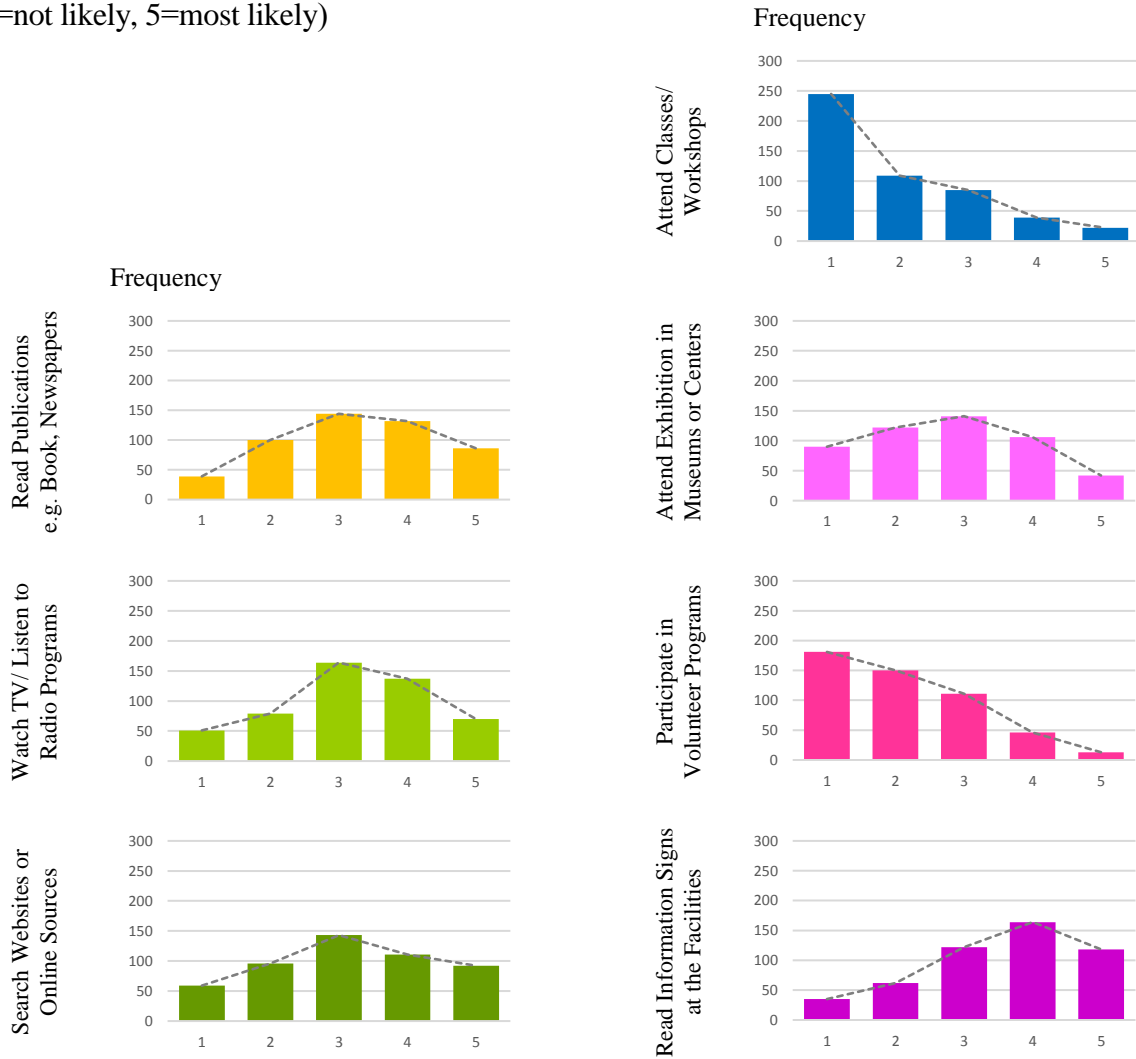 =not likely, 5=most likely)
Frequency
Attend Classes/
Workshops
300
250
200
150
100
50
0
1 2 3 4 5
Frequency
Read Publications
e.g. Book, Newspapers
300
250
200
150
100
50
0
1 2 3 4 5
Attend Exhibition in
Museums or Centers
300
250
200
150
100
50
0
1 2 3 4 5
Watch TV/ Listen to
Radio Programs
300
250
200
150
100
50
0
1 2 3 4 5
Participate in
Volunteer Programs
300
250
200
150
100
50
0
1 2 3 4 5
Search Websites or
Online Sources
300
250
200
150
100
50
0
1 2 3 4 5
Read Information Signs
at the Facilities
300
250
200
150
100
50
0
1 2 3 4 5